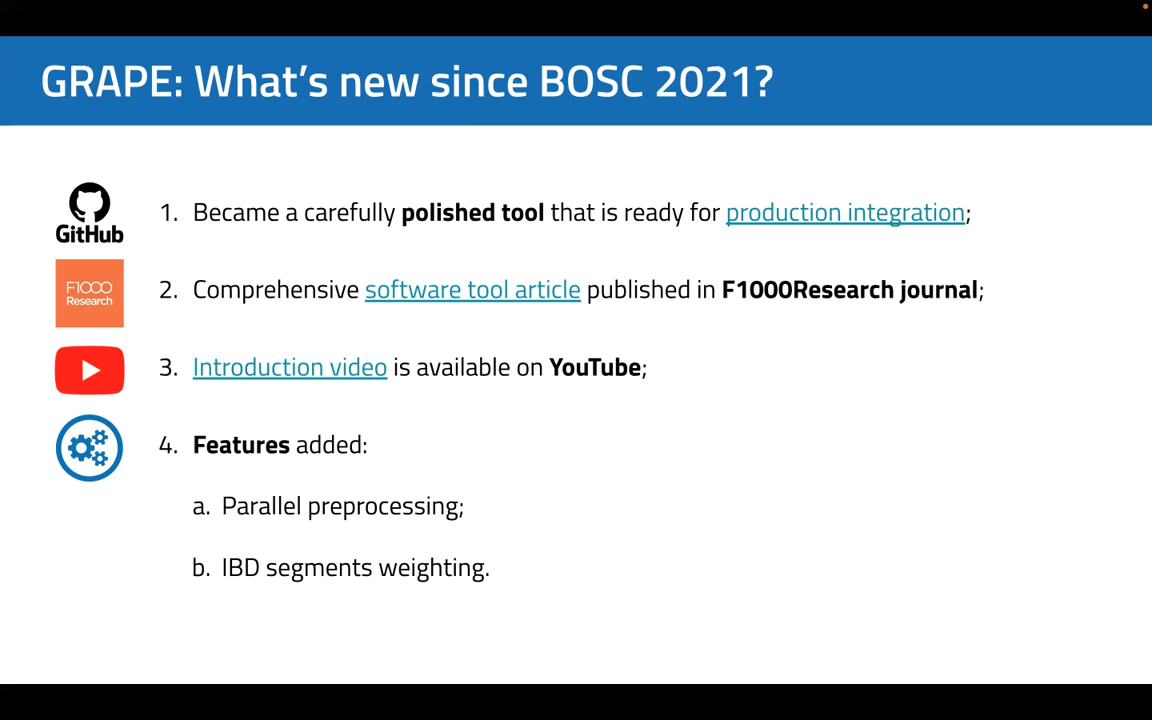 GRAPE: What's new since BOSC 2021?
GitHub
1. Became a carefully polished tool that is ready for production integration;
F1000
Research
2. Comprehensive software tool article published in F1000Research journal;
3. Introduction video is available on YouTube;
4. Features added:
a. Parallel preprocessing;
b. IBD segments weighting.